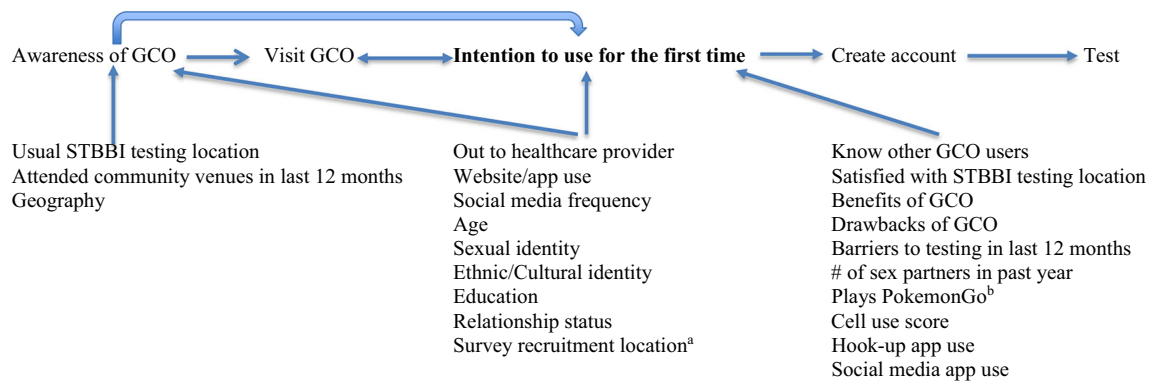 Awareness of GCO Visit GCO Intention to use for the first time Create account Test
Usual STBBI testing location
Attended community venues in last 12 months
Geography
Out to healthcare provider
Website/app use
Social media frequency
Age
Sexual identity
Ethnic/Cultural identity
Education
Relationship status
Survey recruitment locationᵃ
Know other GCO users
Satisfied with STBBI testing location
Benefits of GCO
Drawbacks of GCO
Barriers to testing in last 12 months
# of sex partners in past year
Plays PokemonGoᵇ
Cell use score
Hook-up app use
Social media app use